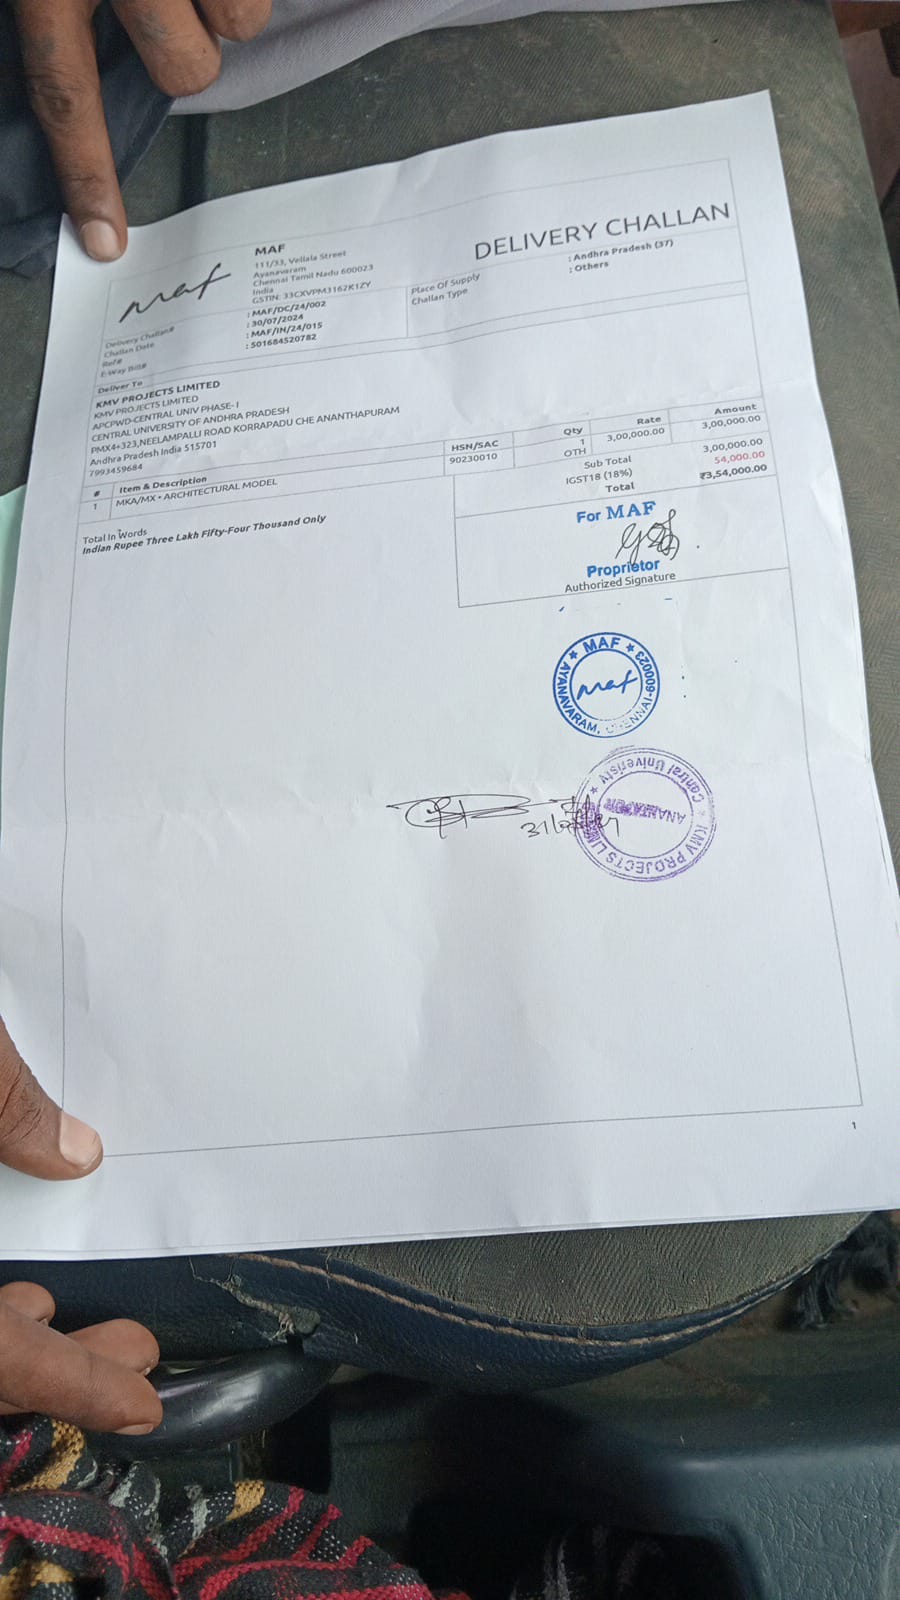 maf
MAF
111/33, Vellala Street
Ayanavaram
Chennai Tamil Nadu 600023
India
GSTIN: 33CXVPM3162K1ZY
DELIVERY CHALLAN
Delivery Challan# : MAF/DC/24/002
Challan Date : 30/07/2024
Ref# : MAF/IN/24/015
E-Way Bill# : 501684520782
Place Of Supply : Andhra Pradesh (37)
Challan Type : Others
Deliver To
KMV PROJECTS LIMITED
KMV PROJECTS LIMITED
APCPWD-CENTRAL UNIV PHASE- I
CENTRAL UNIVERSITY OF ANDHRA PRADESH
PMX4+323,NEELAMPALLI ROAD KORRAPADU CHE ANANTHAPURAM
Andhra Pradesh India 515701
7993459684
# Item & Description HSN/SAC Qty Rate Amount
1 MKA/MX - ARCHITECTURAL MODEL 90230010 1 3,00,000.00 3,00,000.00
OTH
Sub Total 3,00,000.00
IGST18 (18%) 54,000.00
Total ₹3,54,000.00
Total In Words
Indian Rupee Three Lakh Fifty-Four Thousand Only
For MAF
Proprietor
Authorized Signature
★ MAF ★
maf
AYANAVARAM, CHENNAI-600023
★ KMV PROJECTS ★
Central Univeristy